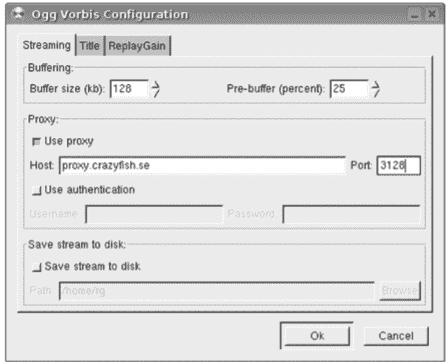 Ogg Vorbis Configuration
Streaming Title ReplayGain
Buffering:
Buffer size (kb): 128 Pre-buffer (percent): 25
Proxy:
Use proxy
Host: proxy.crazyfish.se Port: 3128
Use authentication
Username: Password:
Save stream to disk:
Save stream to disk
Path: /home/rg Browse
Ok Cancel